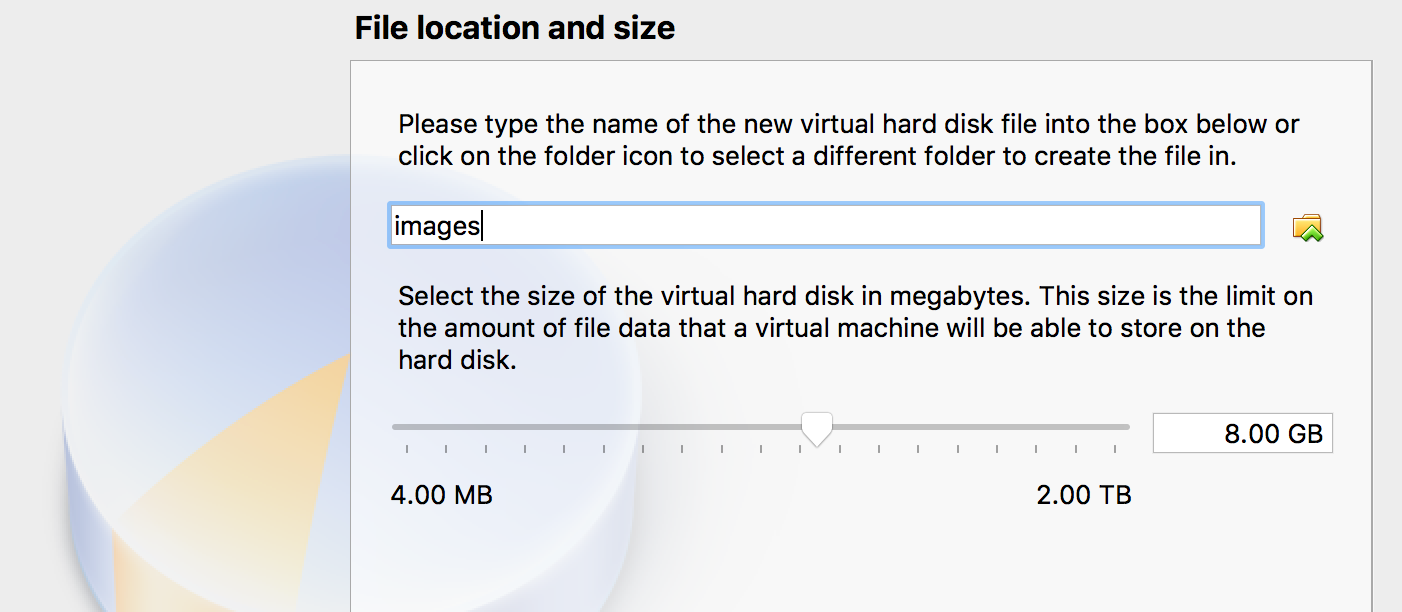 File location and size
Please type the name of the new virtual hard disk file into the box below or
click on the folder icon to select a different folder to create the file in.
images
Select the size of the virtual hard disk in megabytes. This size is the limit on
the amount of file data that a virtual machine will be able to store on the
hard disk.
8.00 GB
4.00 MB 2.00 TB